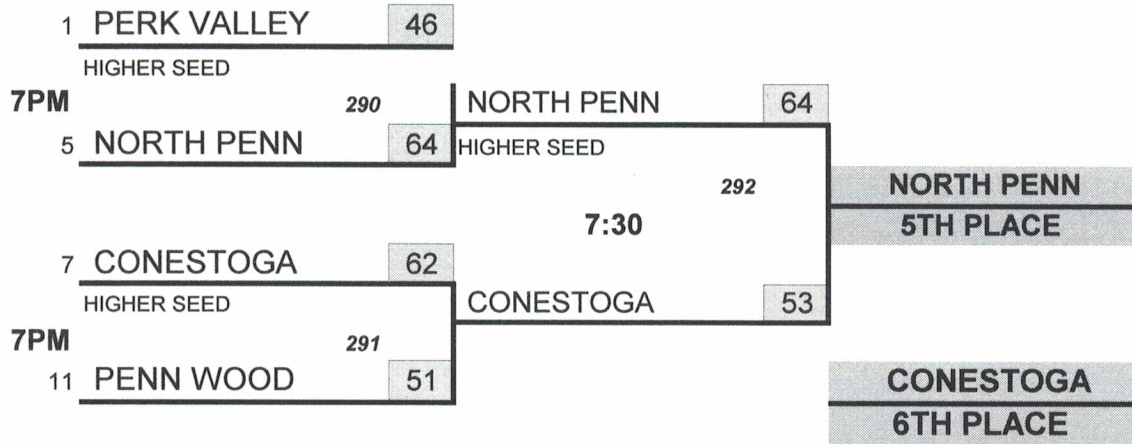 1 PERK VALLEY 46
HIGHER SEED
7PM 290
5 NORTH PENN 64
7 CONESTOGA 62
HIGHER SEED
7PM 291
11 PENN WOOD 51
NORTH PENN 64
HIGHER SEED
292
7:30
CONESTOGA 53
NORTH PENN
5TH PLACE
CONESTOGA
6TH PLACE